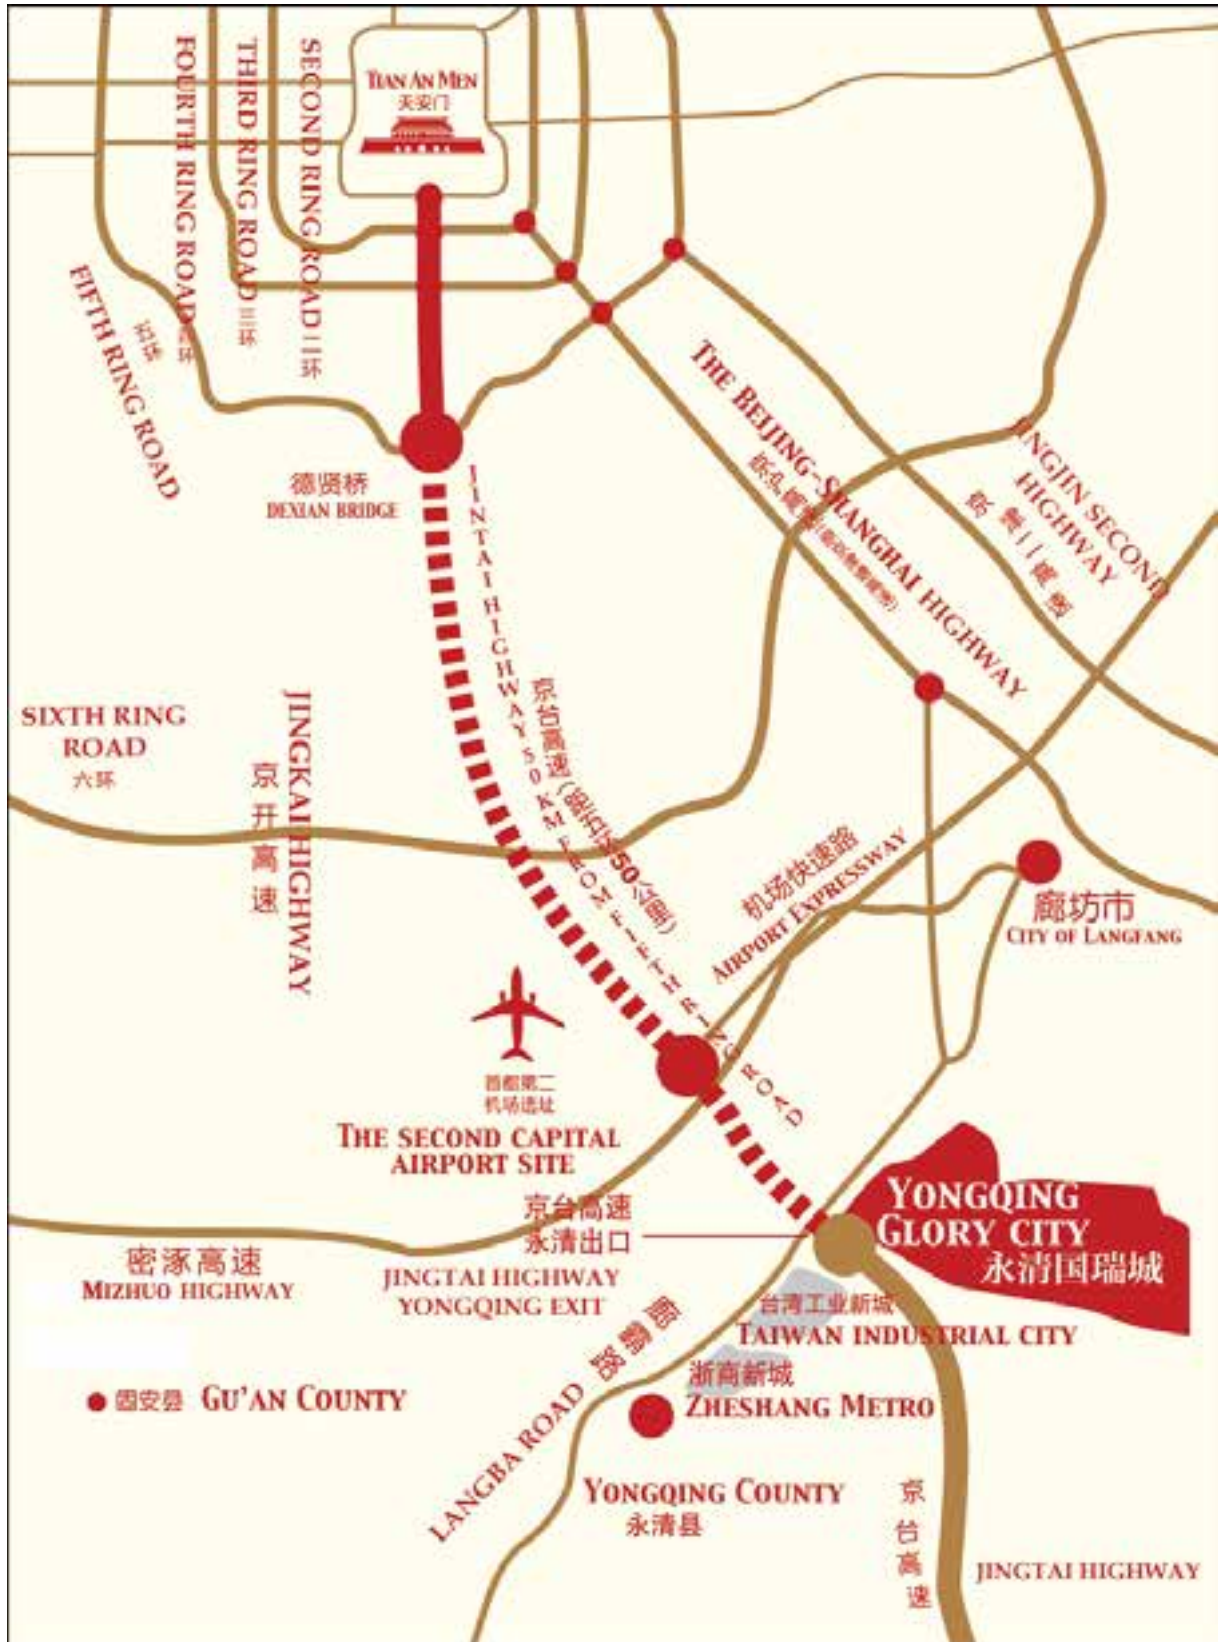 TIAN AN MEN
天安门
SECOND RING ROAD 二环
THIRD RING ROAD 三环
FOURTH RING ROAD 四环
FIFTH RING ROAD
五环
德贤桥
DEXIAN BRIDGE
THE BEIJING-SHANGHAI HIGHWAY
JINGJIN SECOND
HIGHWAY
京津二高速
JINTAI HIGHWAY 50 KM FROM FIFTH RING ROAD
京台高速(距五环50公里)
SIXTH RING
ROAD
六环
JINGKAI HIGHWAY
京开高速
机场快速路
AIRPORT EXPRESSWAY
廊坊市
CITY OF LANGFANG
首都第二
机场选址
THE SECOND CAPITAL
AIRPORT SITE
YONGQING
GLORY CITY
永清国瑞城
京台高速
永清出口
JINGTAI HIGHWAY
YONGQING EXIT
密涿高速
MIZHUO HIGHWAY
台湾工业新城
TAIWAN INDUSTRIAL CITY
浙商新城
ZHESHANG METRO
廊霸路
LANGBA ROAD
固安县 GU'AN COUNTY
YONGQING COUNTY
永清县
京台高速
JINGTAI HIGHWAY